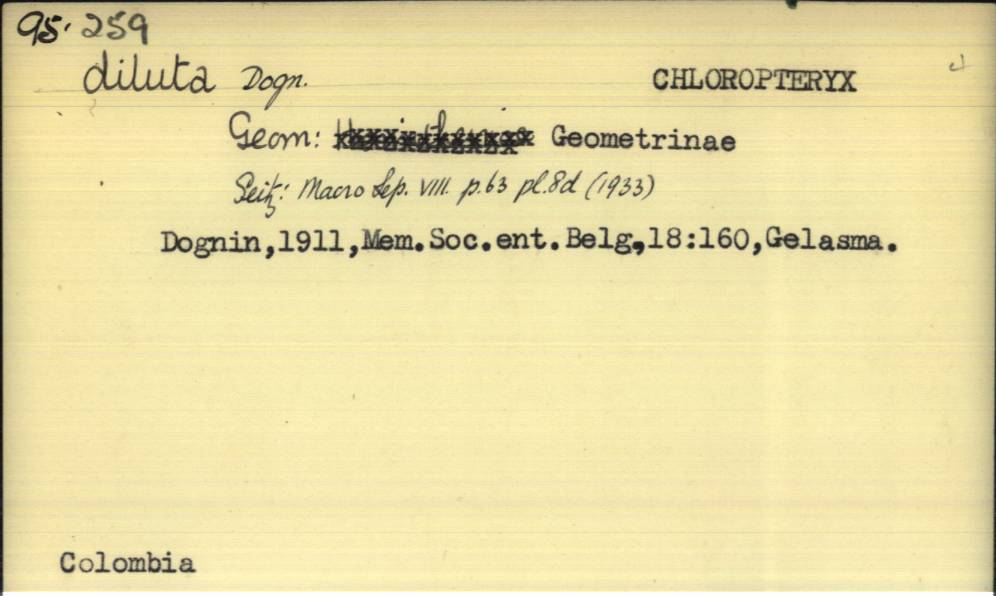 95. 259
diluta Dogn. CHLOROPTERYX
Geom: Geometrinae
Seitz: Macro Lep. VIII. p.63 pl.8d (1933)
Dognin,1911,Mem.Soc.ent.Belg,18:160,Gelasma.
Colombia